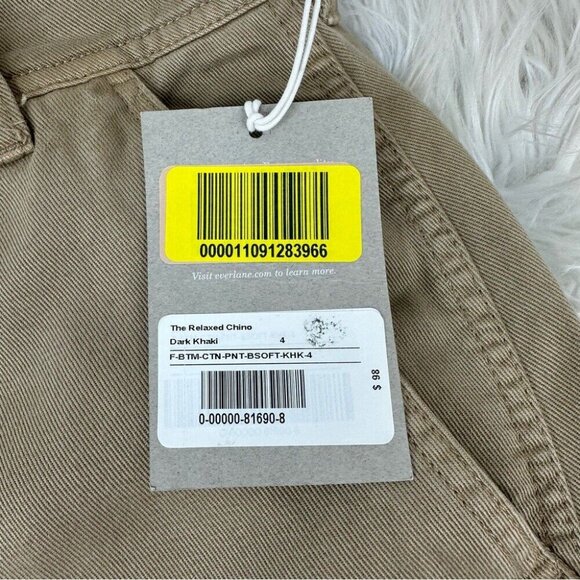 000011091283966
Visit everlane.com to learn more.
The Relaxed Chino
Dark Khaki 4
F-BTM-CTN-PNT-BSOFT-KHK-4
0-00000-81690-8
$ 98